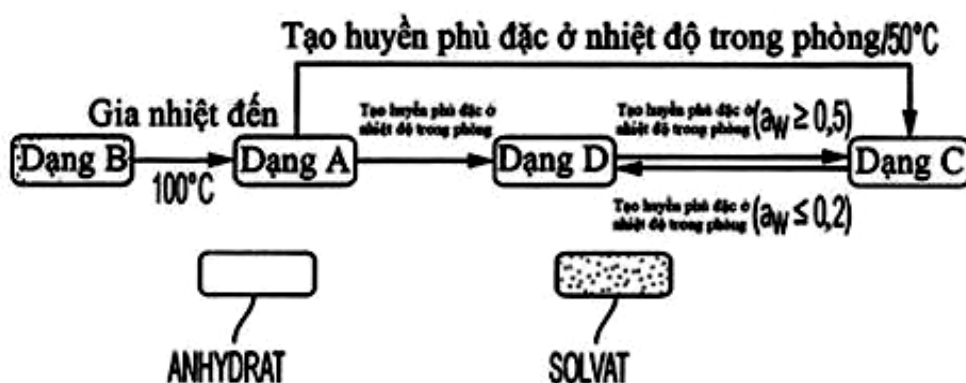 Tạo huyền phù đặc ở nhiệt độ trong phòng/50°C
Gia nhiệt đến
100°C
Tạo huyền phù đặc ở
nhiệt độ trong phòng
Tạo huyền phù đặc ở
nhiệt độ trong phòng (aw ≥ 0,5)
Dạng B
Dạng A
Dạng D
Dạng C
Tạo huyền phù đặc ở
nhiệt độ trong phòng (aw ≤ 0,2)
ANHYDRAT
SOLVAT